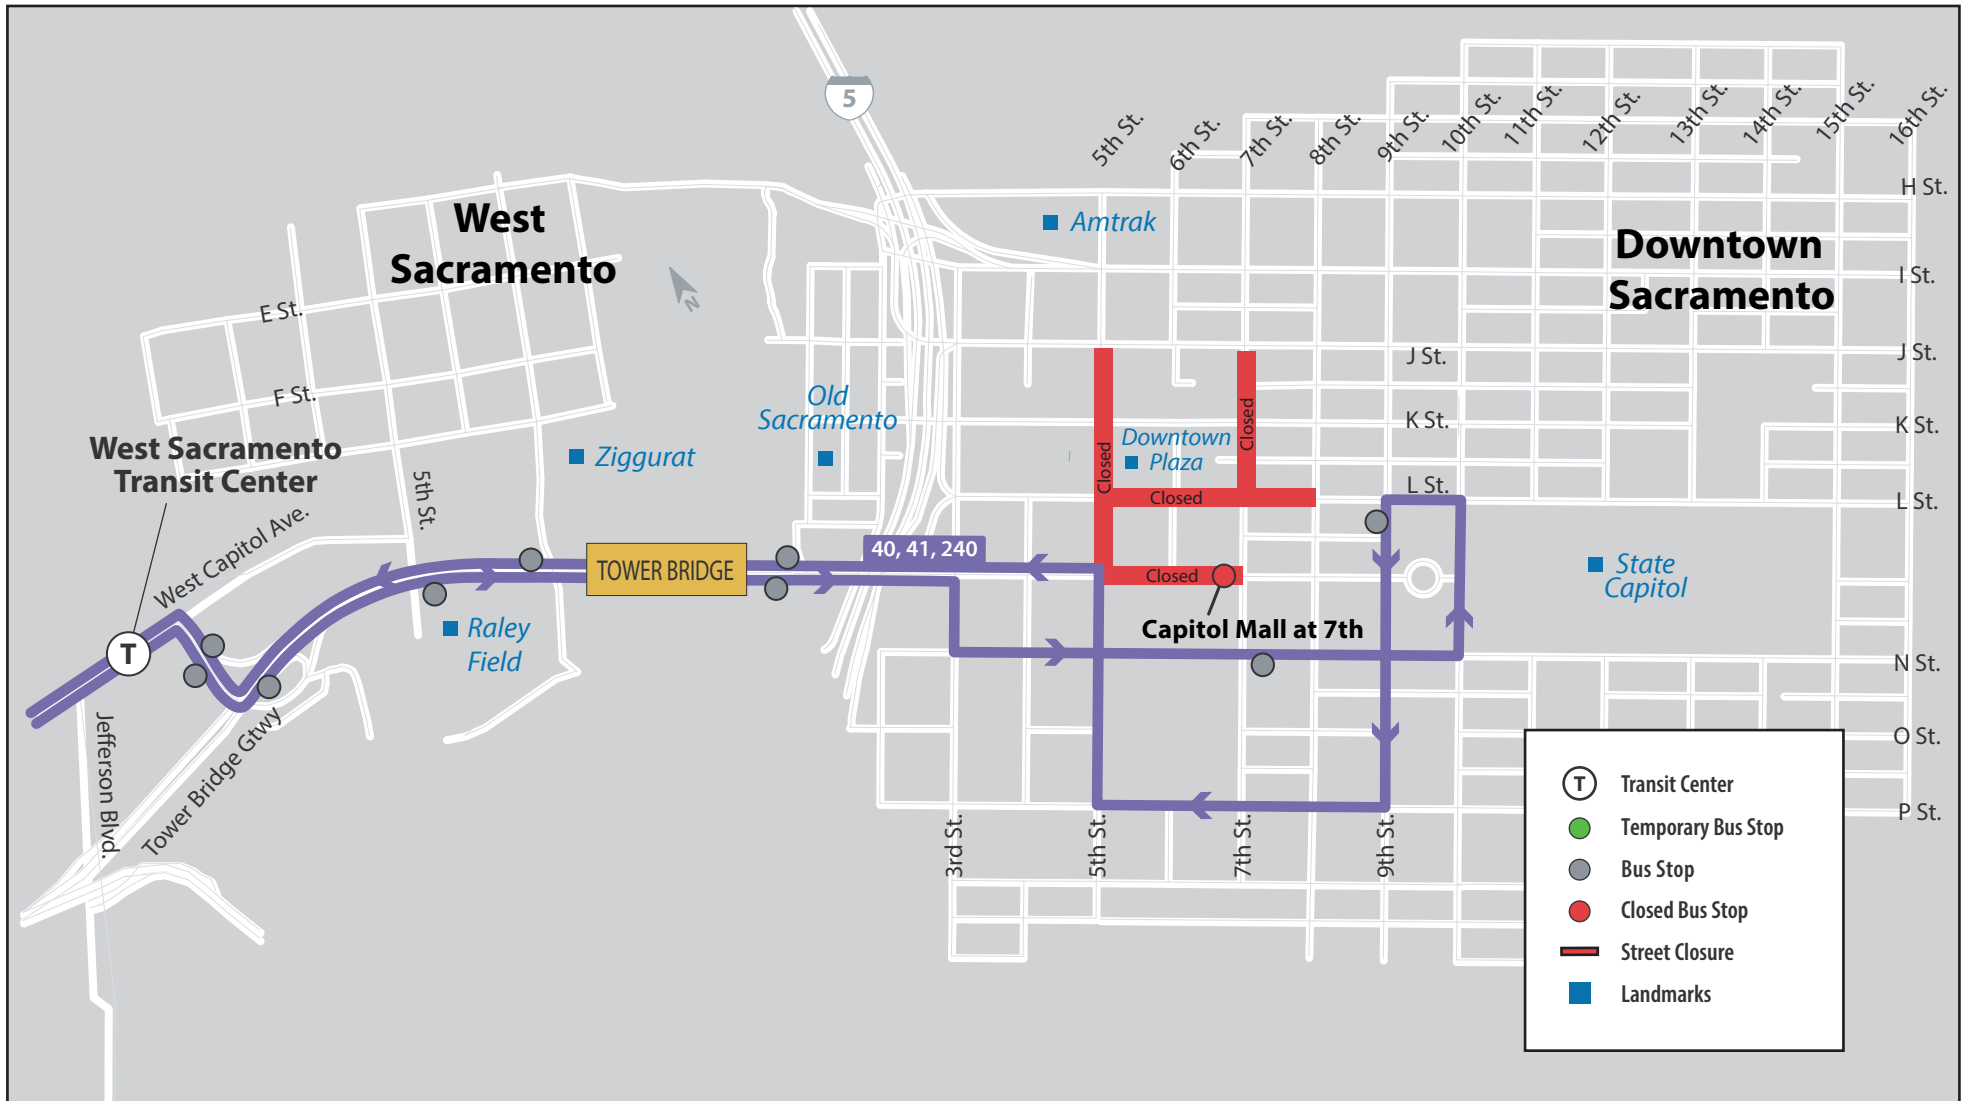 5
5th St.
6th St.
7th St.
8th St.
9th St.
10th St.
11th St.
12th St.
13th St.
14th St.
15th St.
16th St.
H St.
West
Sacramento
Amtrak
Downtown
Sacramento
I St.
N
E St.
J St.
J St.
F St.
Old
Sacramento
Closed
Closed
K St.
K St.
Downtown
Plaza
West Sacramento
Transit Center
Ziggurat
5th St.
Closed
L St.
L St.
West Capitol Ave.
40, 41, 240
TOWER BRIDGE
Closed
State
Capitol
Capitol Mall at 7th
Raley
Field
T
N St.
Jefferson Blvd.
Tower Bridge Gtwy
O St.
P St.
3rd St.
5th St.
7th St.
9th St.
T
Transit Center
Temporary Bus Stop
Bus Stop
Closed Bus Stop
Street Closure
Landmarks